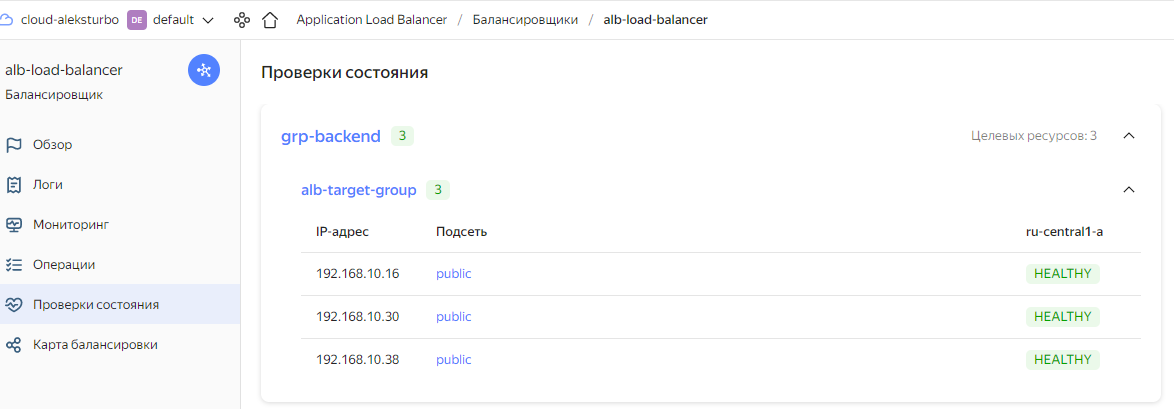 cloud-aleksturbo DE default Application Load Balancer / Балансировщики / alb-load-balancer
alb-load-balancer
Балансировщик
Обзор
Логи
Мониторинг
Операции
Проверки состояния
Карта балансировки
Проверки состояния
grp-backend 3 Целевых ресурсов: 3
alb-target-group 3
IP-адрес Подсеть ru-central1-a
192.168.10.16 public HEALTHY
192.168.10.30 public HEALTHY
192.168.10.38 public HEALTHY